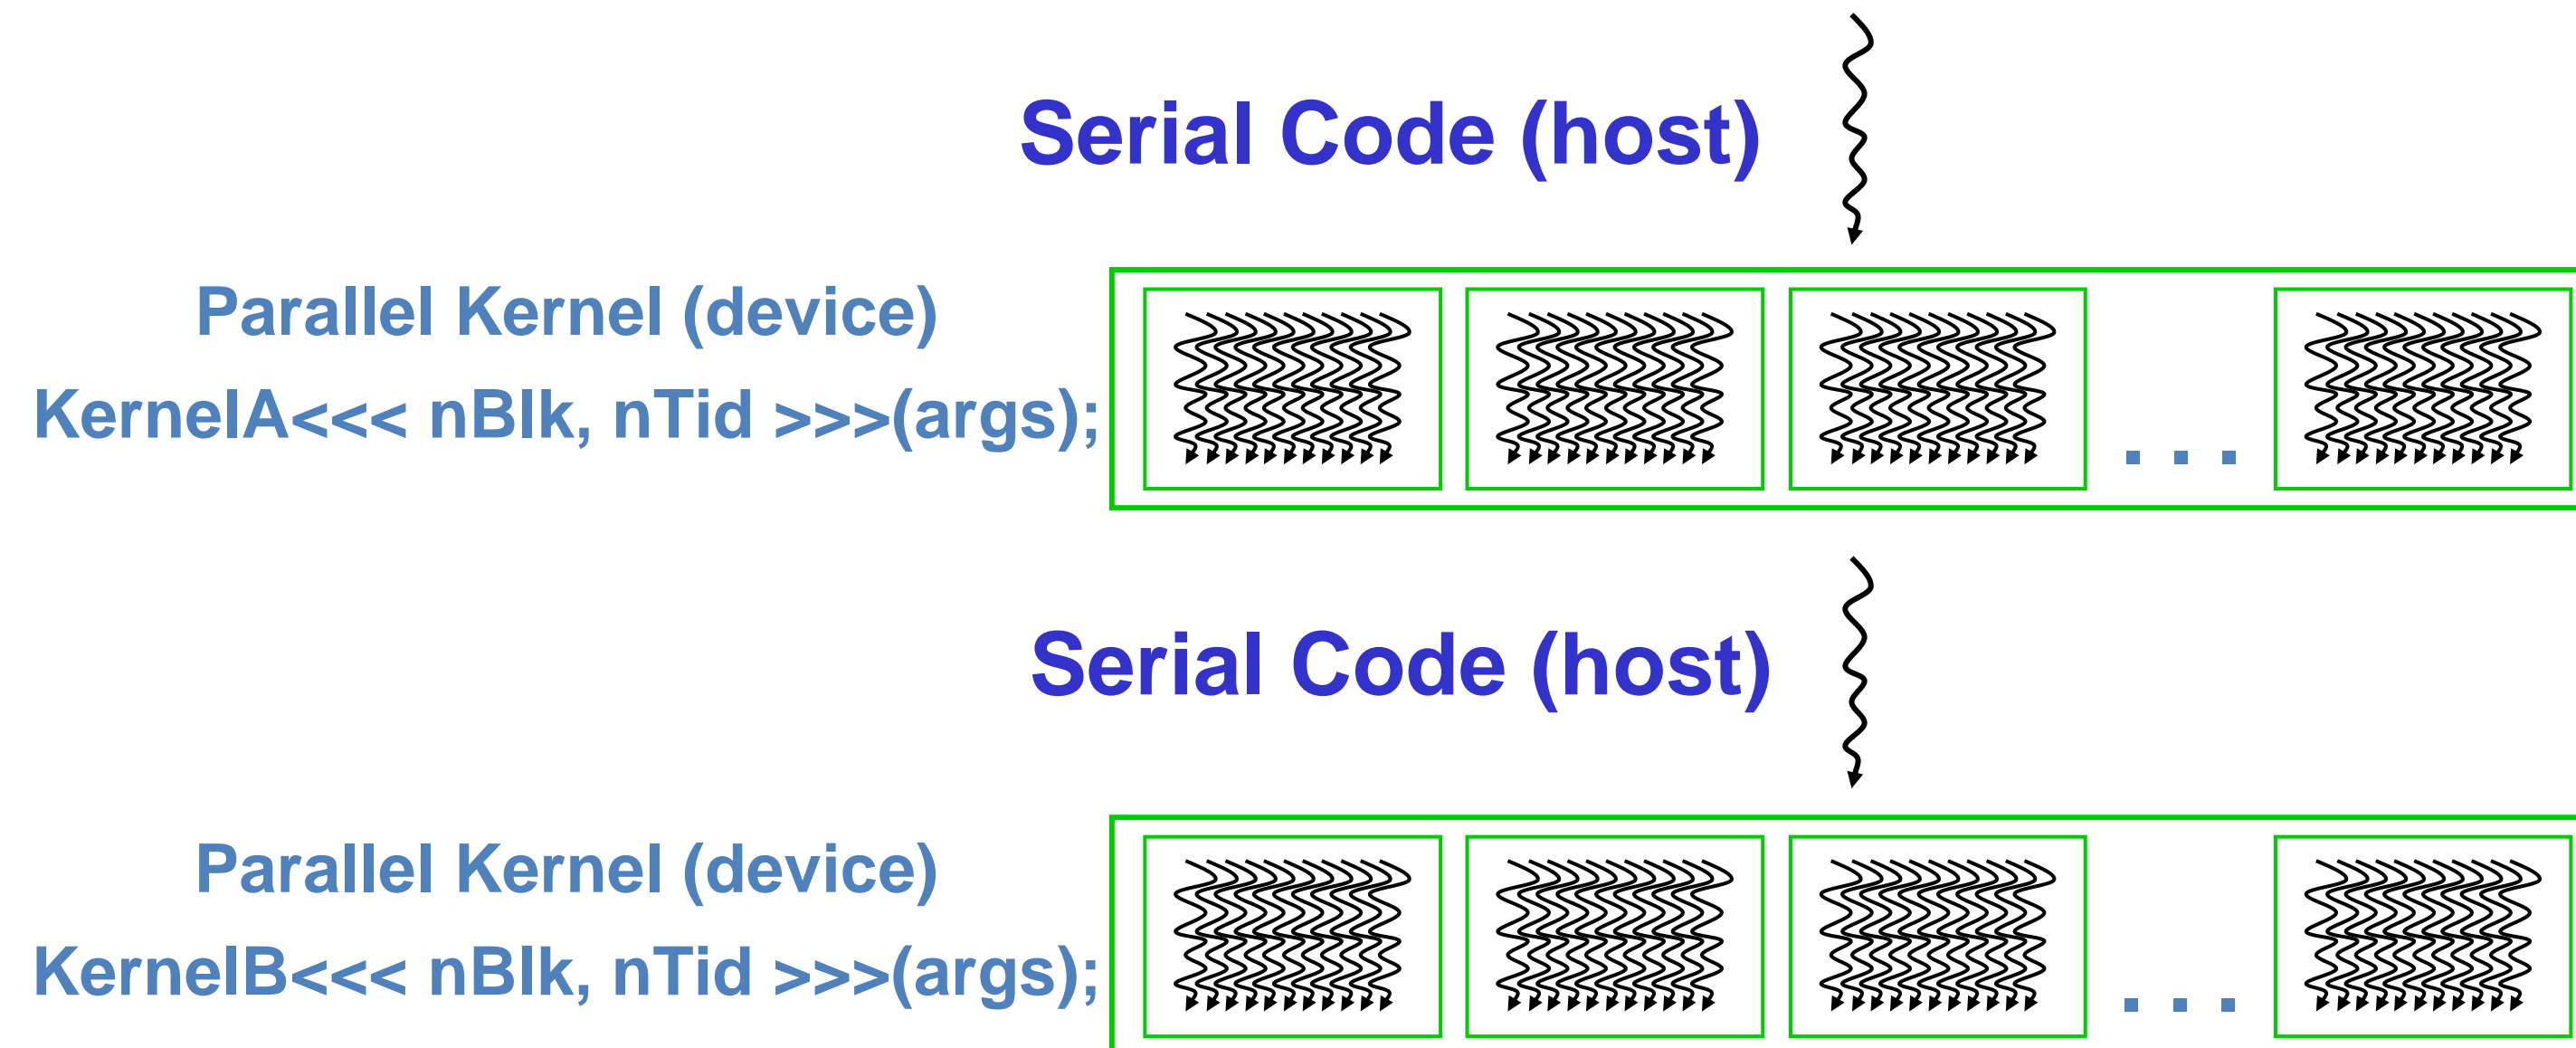 Serial Code (host)
Parallel Kernel (device)
KernelA<<< nBlk, nTid >>>(args);
. . .
Serial Code (host)
Parallel Kernel (device)
KernelB<<< nBlk, nTid >>>(args);
. . .